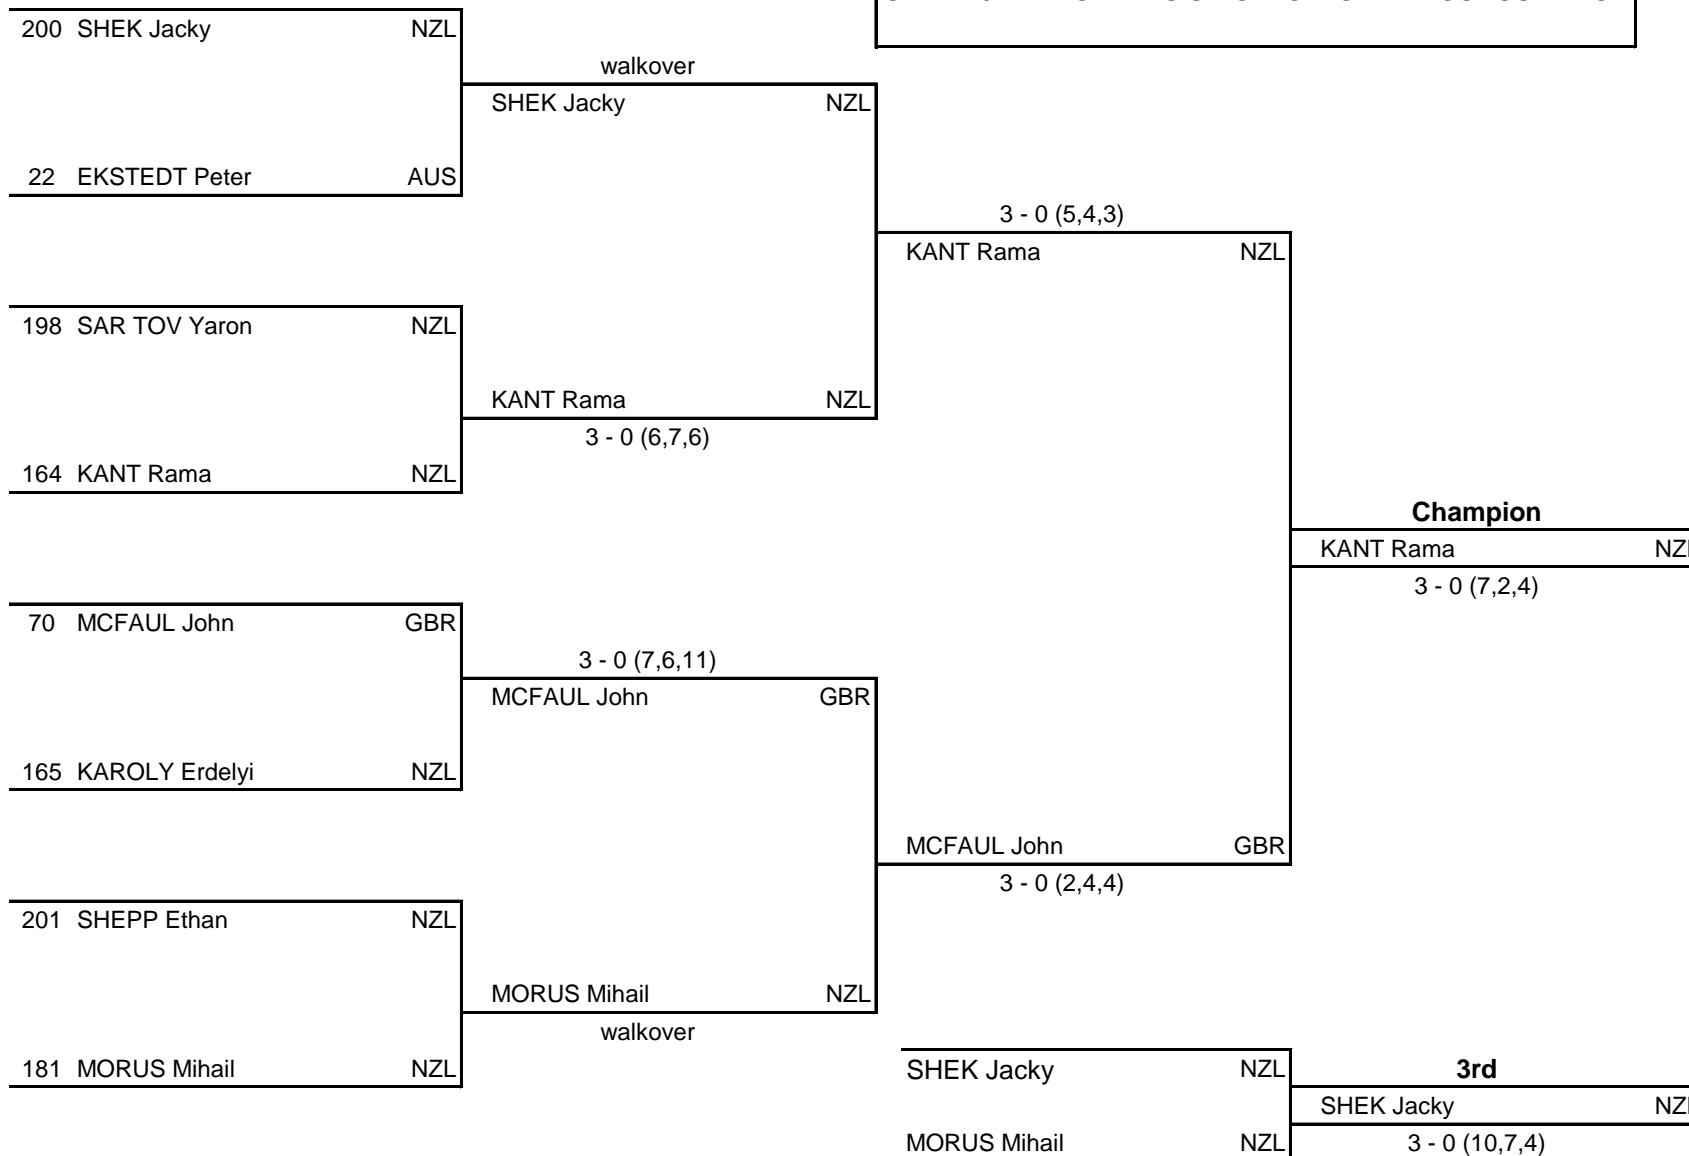 200 SHEK Jacky NZL
walkover
SHEK Jacky NZL
22 EKSTEDT Peter AUS
3 - 0 (5,4,3)
KANT Rama NZL
198 SAR TOV Yaron NZL
KANT Rama NZL
3 - 0 (6,7,6)
164 KANT Rama NZL
Champion
KANT Rama NZ
3 - 0 (7,2,4)
70 MCFAUL John GBR
3 - 0 (7,6,11)
MCFAUL John GBR
165 KAROLY Erdelyi NZL
MCFAUL John GBR
3 - 0 (2,4,4)
201 SHEPP Ethan NZL
MORUS Mihail NZL
walkover
181 MORUS Mihail NZL
SHEK Jacky NZL
3rd
SHEK Jacky NZ
MORUS Mihail NZL
3 - 0 (10,7,4)